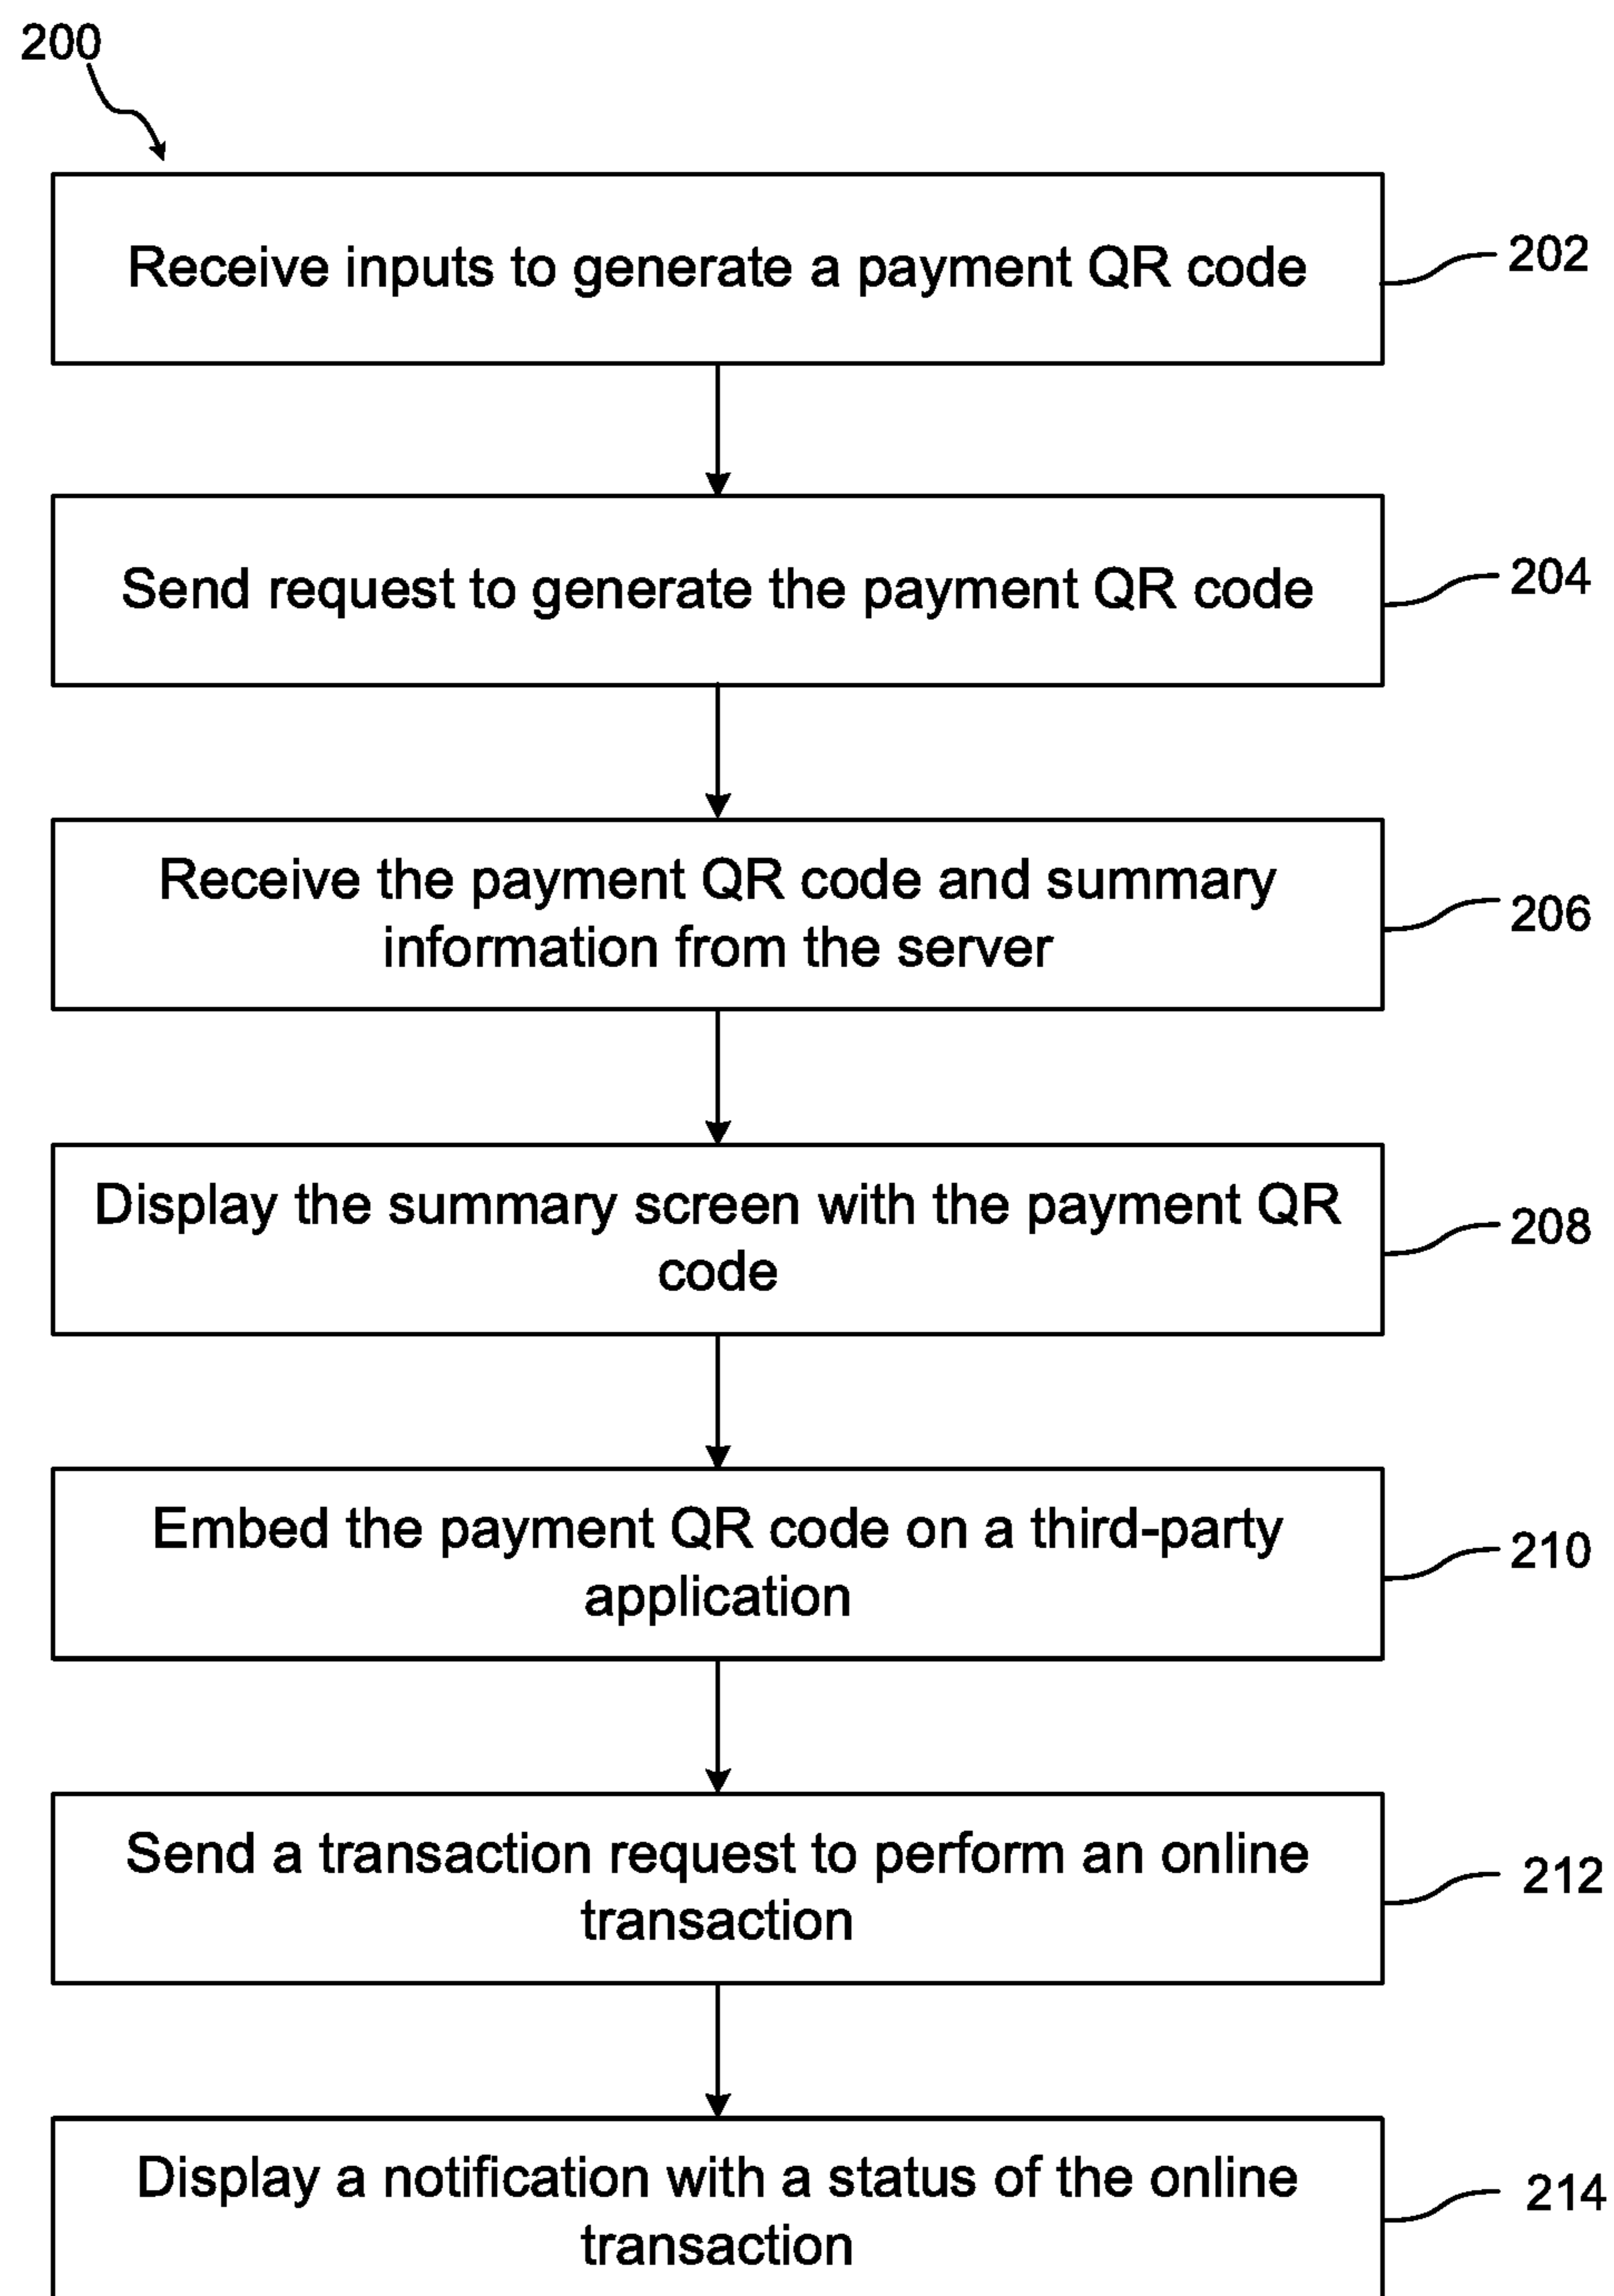 200
Receive inputs to generate a payment QR code
202
Send request to generate the payment QR code
204
Receive the payment QR code and summary
information from the server
206
Display the summary screen with the payment QR
code
208
Embed the payment QR code on a third-party
application
210
Send a transaction request to perform an online
transaction
212
Display a notification with a status of the online
transaction
214